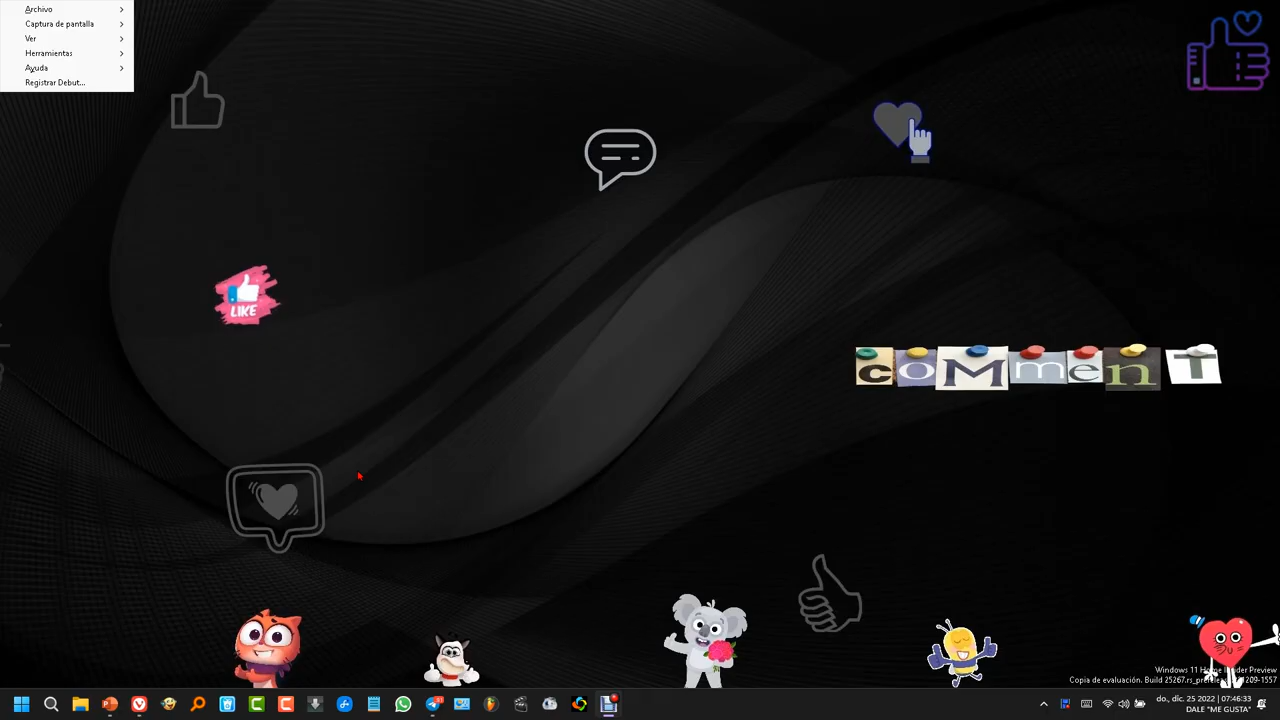 Archivo
Captura de pantalla
Ver
Herramientas
Ayuda
Registrar Debut...
LIKE
coMmenT
Windows 11 Home Insider Preview
Copia de evaluación. Build 25267.rs_prerelease.221209-1557
do., dic. 25 2022 | 07:46:33
DALE "ME GUSTA"